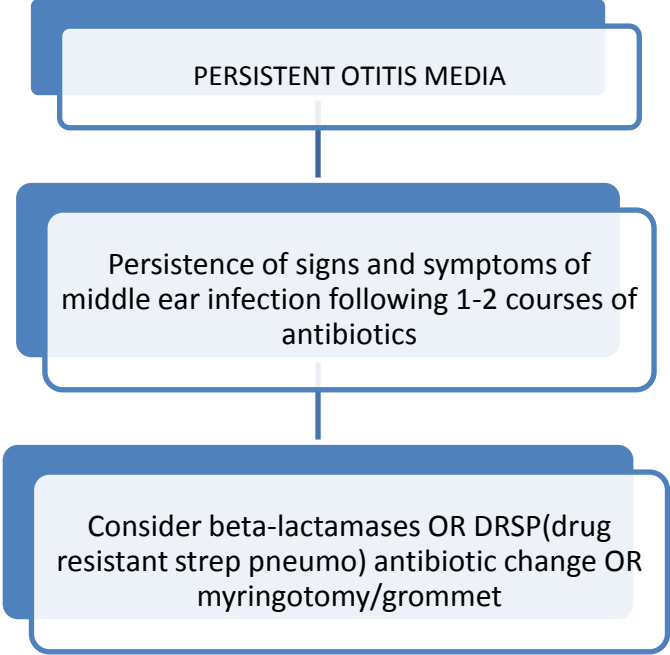 PERSISTENT OTITIS MEDIA
Persistence of signs and symptoms of
middle ear infection following 1-2 courses of
antibiotics
Consider beta-lactamases OR DRSP(drug
resistant strep pneumo) antibiotic change OR
myringotomy/grommet